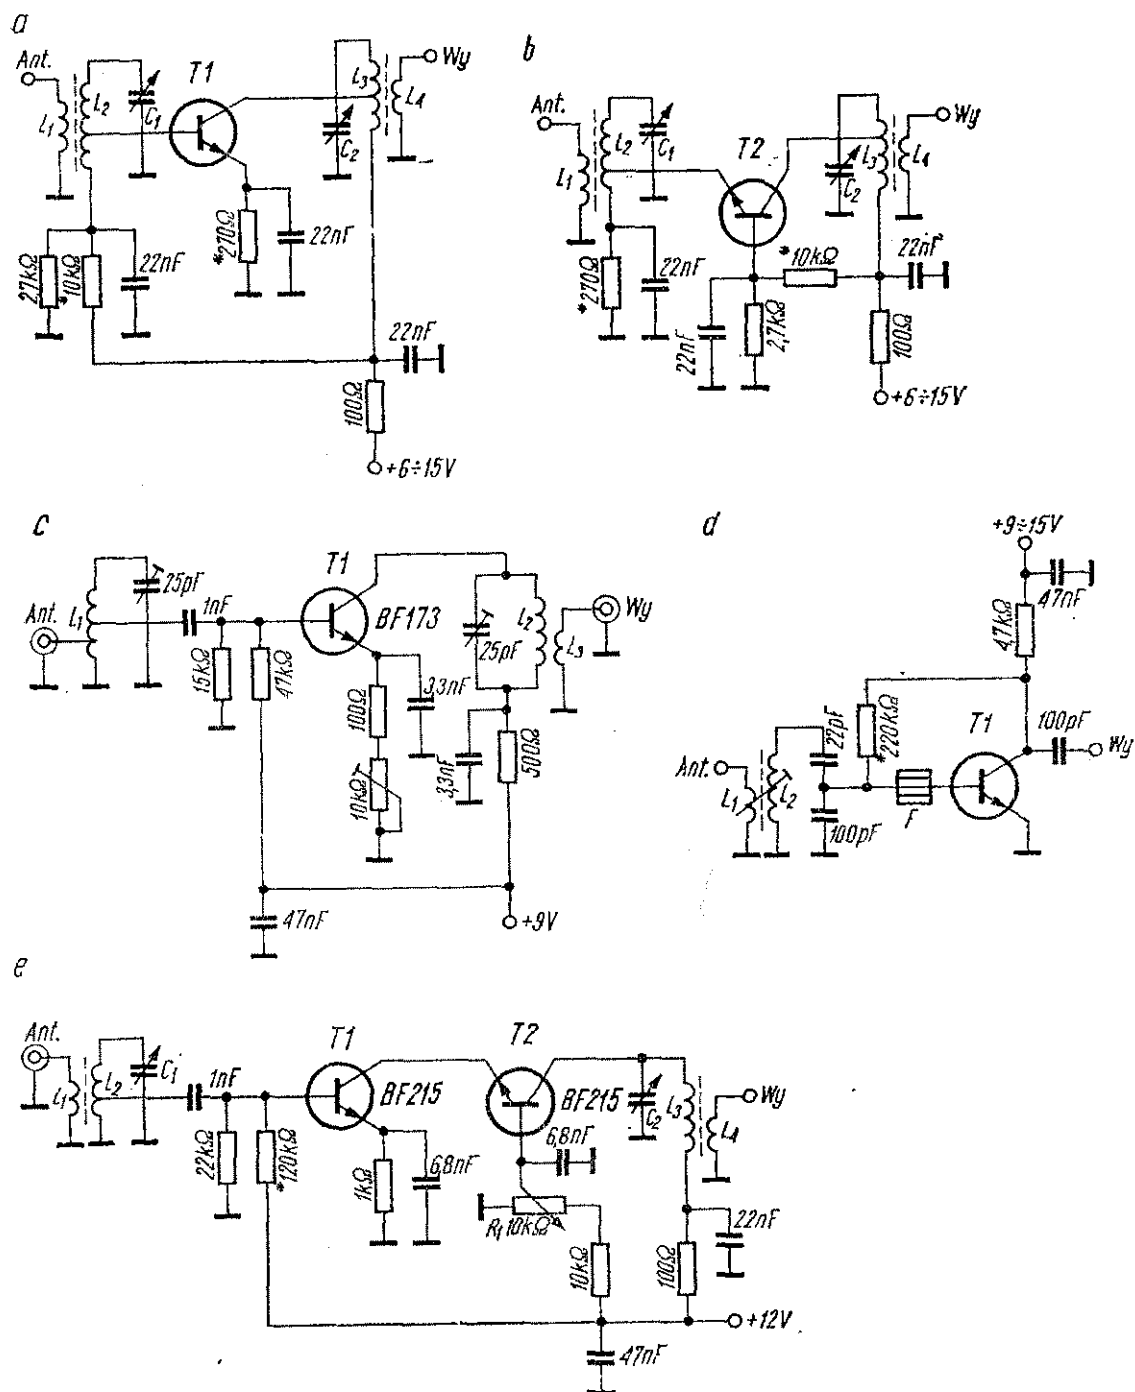 a
Ant.
L1
L2
C1
T1
C2
L3
L4
Wy
27kΩ
*10kΩ
22nF
*270Ω
22nF
22nF
100Ω
+6÷15V
b
Ant.
L1
L2
C1
T2
C2
L3
L4
Wy
*270Ω
22nF
22nF
2,7kΩ
*10kΩ
22nF
100Ω
+6÷15V
c
Ant.
L1
25pF
1nF
15kΩ
47kΩ
T1
BF173
100Ω
10kΩ
3,3nF
25pF
L2
L3
Wy
3,3nF
500Ω
47nF
+9V
d
+9÷15V
47nF
4,7kΩ
Ant.
L1
L2
22pF
100pF
*220kΩ
F
T1
100pF
Wy
e
Ant.
L1
L2
C1
1nF
22kΩ
*120kΩ
T1
BF215
1kΩ
6,8nF
T2
BF215
6,8nF
R1 10kΩ
10kΩ
C2
L3
L4
Wy
100Ω
22nF
+12V
47nF